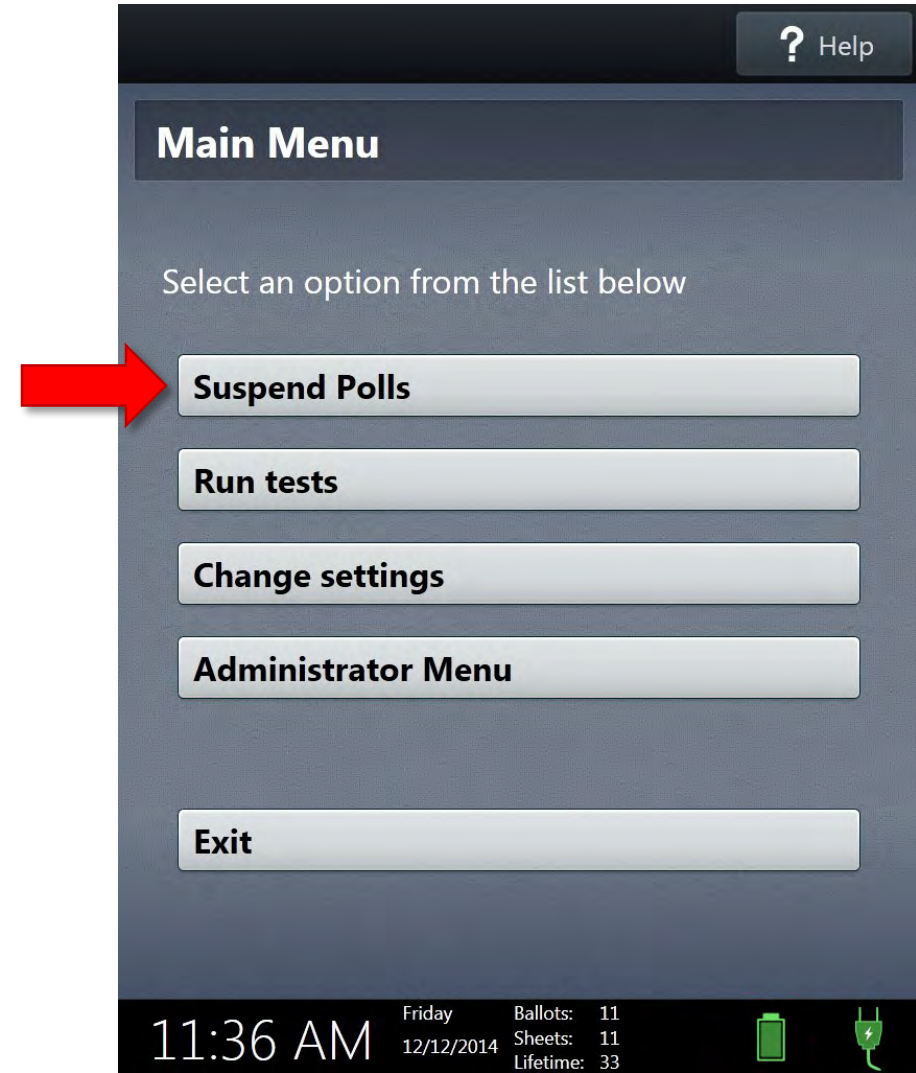 ? Help
Main Menu
Select an option from the list below
Suspend Polls
Run tests
Change settings
Administrator Menu
Exit
11:36 AM
Friday
12/12/2014
Ballots: 11
Sheets: 11
Lifetime: 33